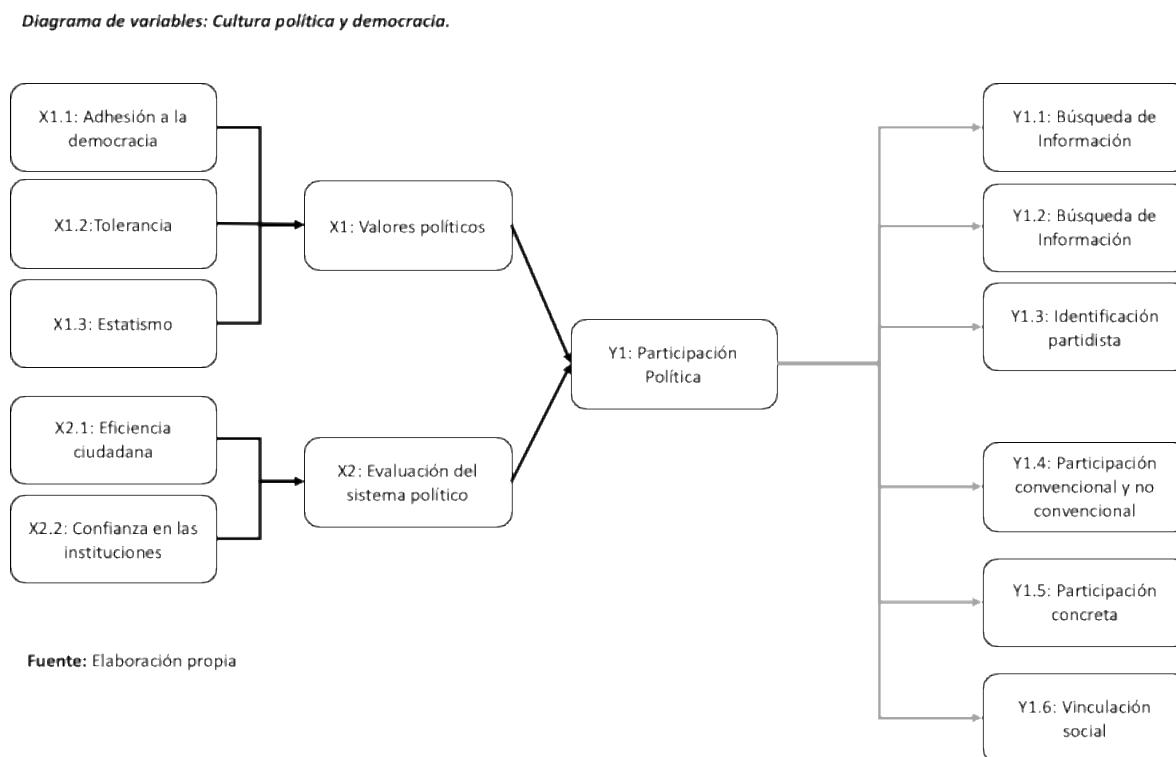 Diagrama de variables: Cultura política y democracia.
X1.1: Adhesión a la
democracia
X1.2:Tolerancia
X1.3: Estatismo
X2.1: Eficiencia
ciudadana
X2.2: Confianza en las
instituciones
X1: Valores políticos
X2: Evaluación del
sistema político
Y1: Participación
Política
Y1.1: Búsqueda de
Información
Y1.2: Búsqueda de
Información
Y1.3: Identificación
partidista
Y1.4: Participación
convencional y no
convencional
Y1.5: Participación
concreta
Y1.6: Vinculación
social
Fuente: Elaboración propia